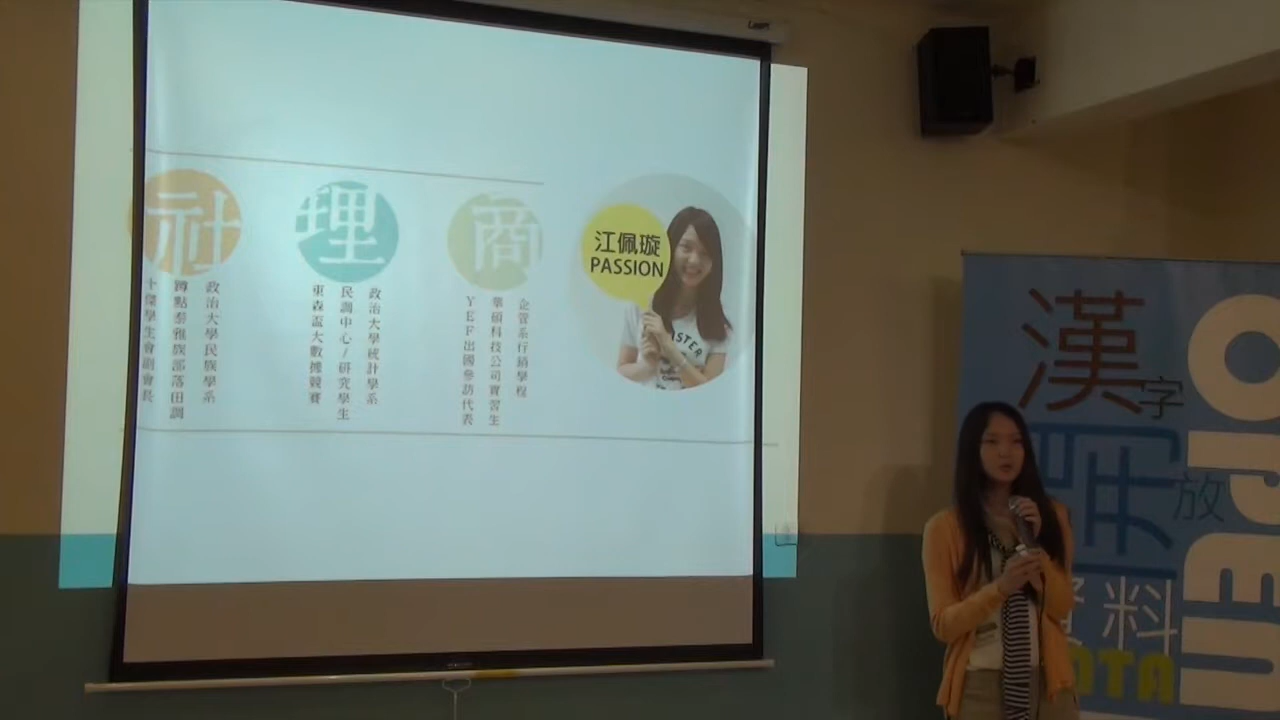 江佩璇
PASSION
商
企管系行銷學程
華碩科技公司實習生
YEF出國參訪代表
理
政治大學統計學系
民調中心/研究學生
東森盃大數據競賽
社
政治大學民族學系
蹲點泰雅族部落田調
十傑學生會副會長
漢
字
開
放
資料
OPEN
DATA